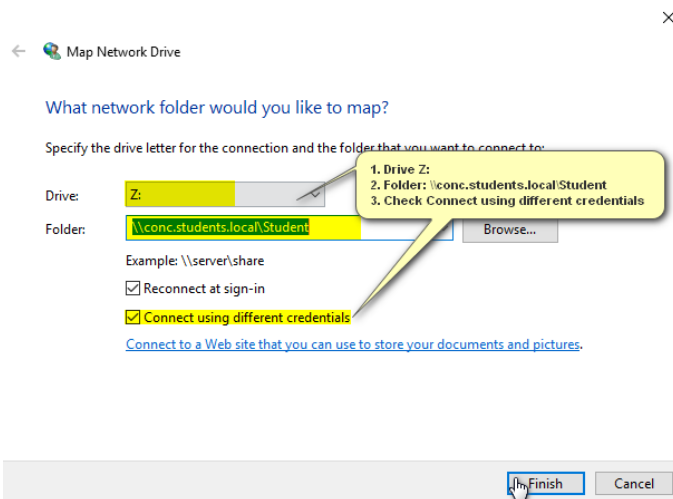 Map Network Drive
What network folder would you like to map?
Specify the drive letter for the connection and the folder that you want to connect to:
1. Drive Z:
2. Folder: \\conc.students.local\Student
3. Check Connect using different credentials
Drive: Z:
Folder: \\conc.students.local\Student Browse...
Example: \\server\share
Reconnect at sign-in
Connect using different credentials
Connect to a Web site that you can use to store your documents and pictures.
Finish Cancel